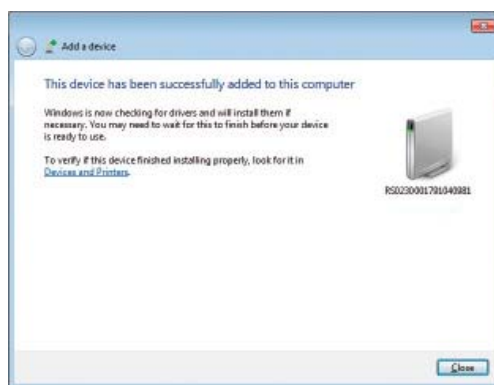 Add a device
This device has been successfully added to this computer
Windows is now checking for drivers and will install them if
necessary. You may need to wait for this to finish before your device
is ready to use.
To verify if this device finished installing properly, look for it in
Devices and Printers.
RS0230001791040981
Close